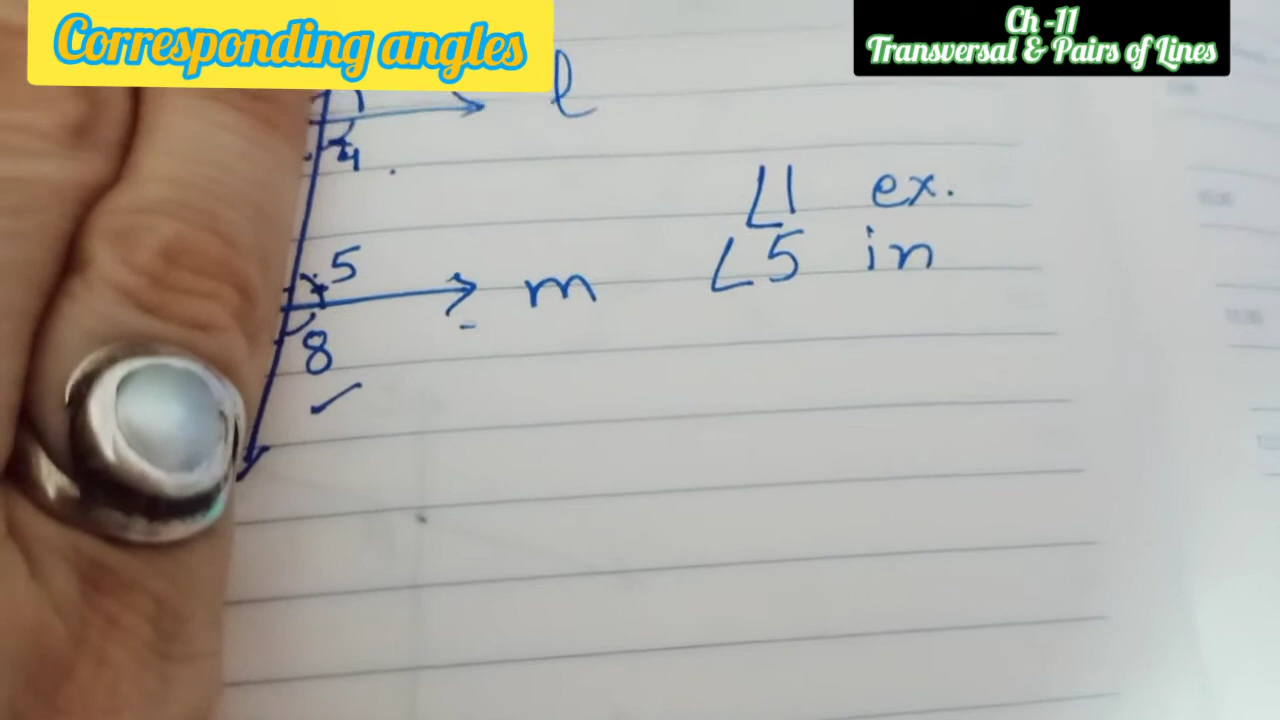 Corresponding angles
Ch -11
Transversal & Pairs of Lines
l
4
∠1 ex.
5
∠5 in
m
8